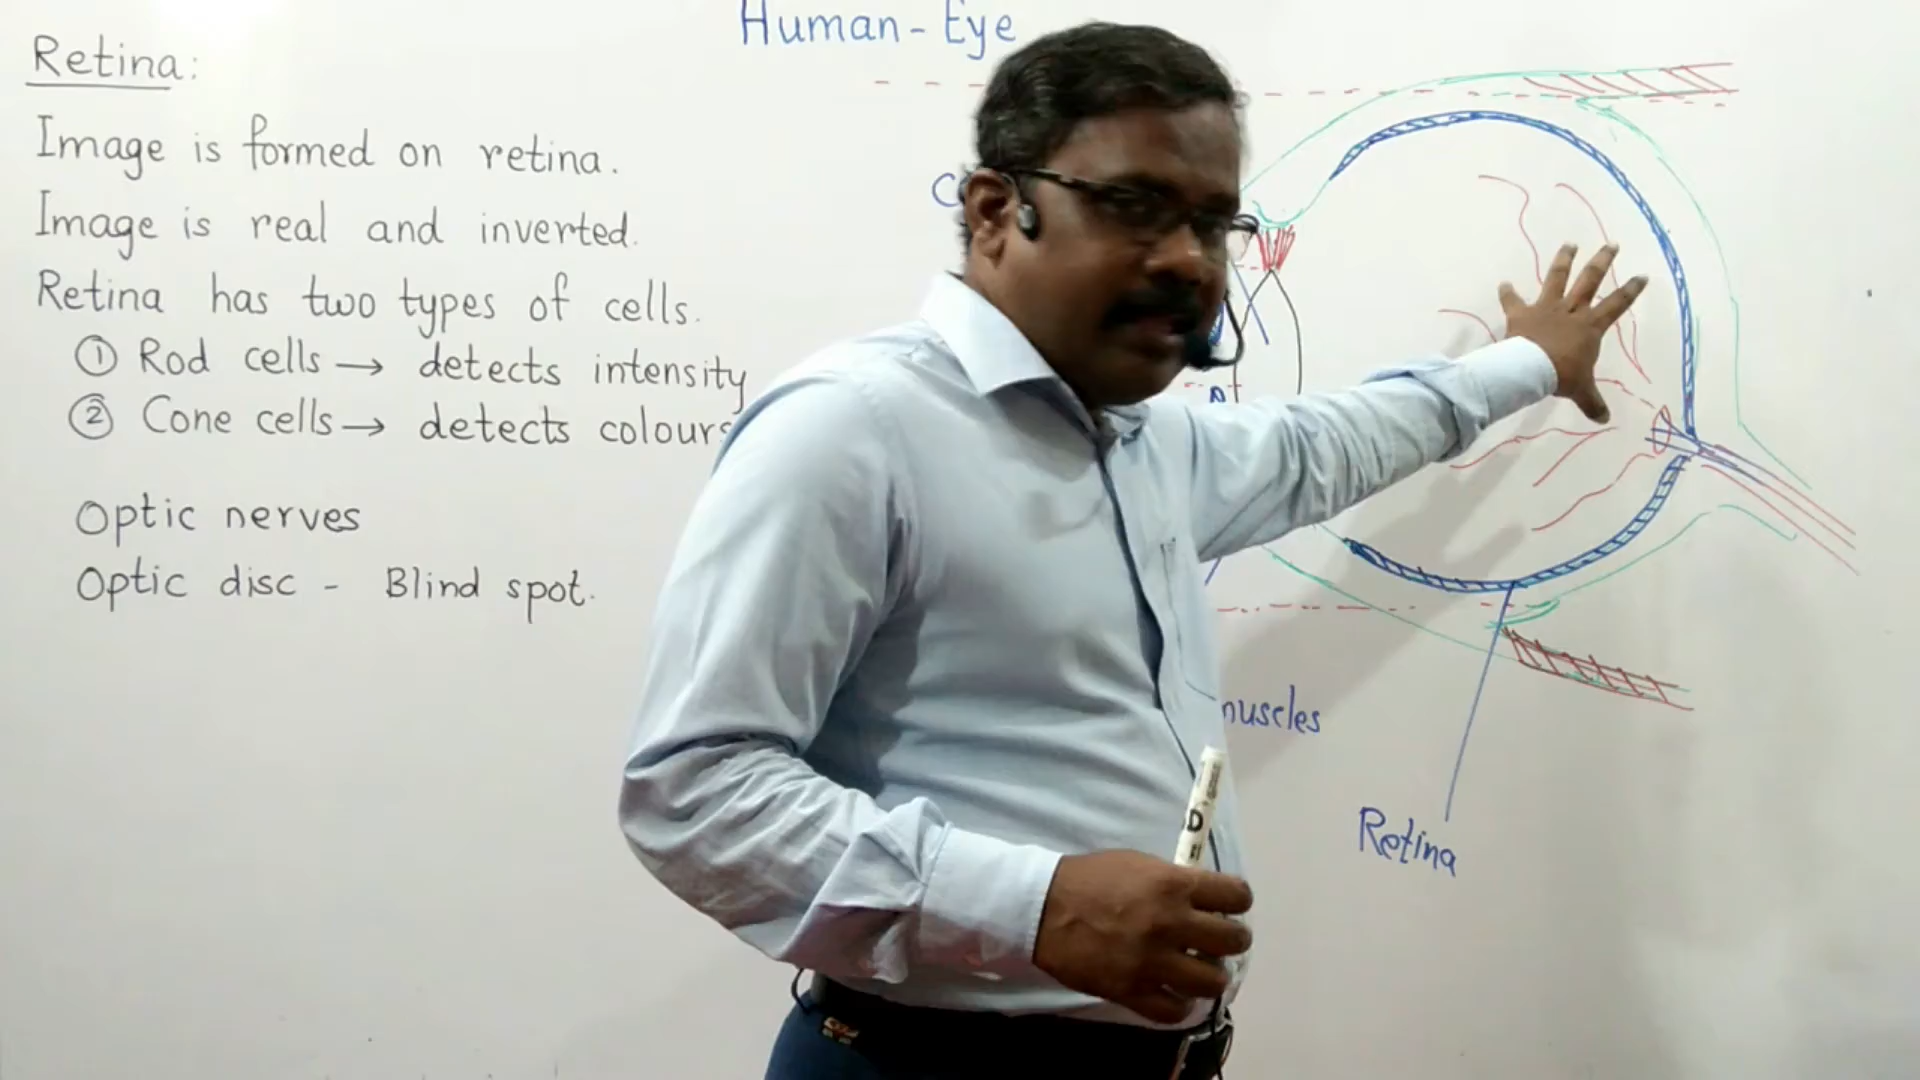 Human - Eye
Retina:
Image is formed on retina.
Image is real and inverted.
Retina has two types of cells.
① Rod cells → detects intensity
② Cone cells → detects colours
Optic nerves
Optic disc - Blind spot.
Retina